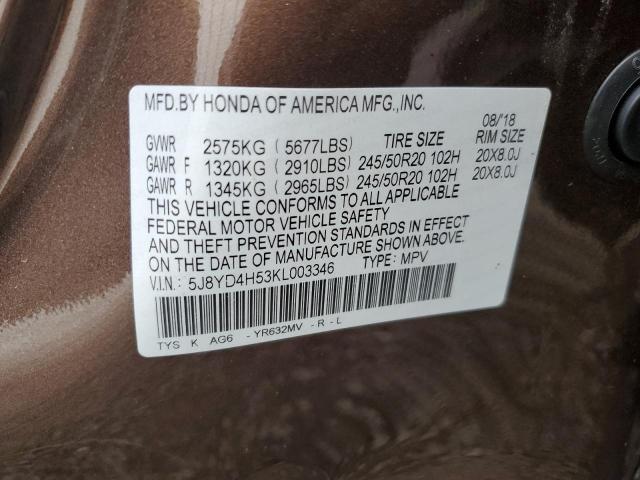 MFD.BY HONDA OF AMERICA MFG.,INC. 08/'18
GVWR 2575KG ( 5677LBS) TIRE SIZE RIM SIZE
GAWR F 1320KG ( 2910LBS) 245/50R20 102H 20X8.0J
GAWR R 1345KG ( 2965LBS) 245/50R20 102H 20X8.0J
THIS VEHICLE CONFORMS TO ALL APPLICABLE
FEDERAL MOTOR VEHICLE SAFETY
AND THEFT PREVENTION STANDARDS IN EFFECT
ON THE DATE OF MANUFACTURE SHOWN ABOVE.
V.I.N.: 5J8YD4H53KL003346 TYPE: MPV
TYS K AG6 -YR632MV -R-L